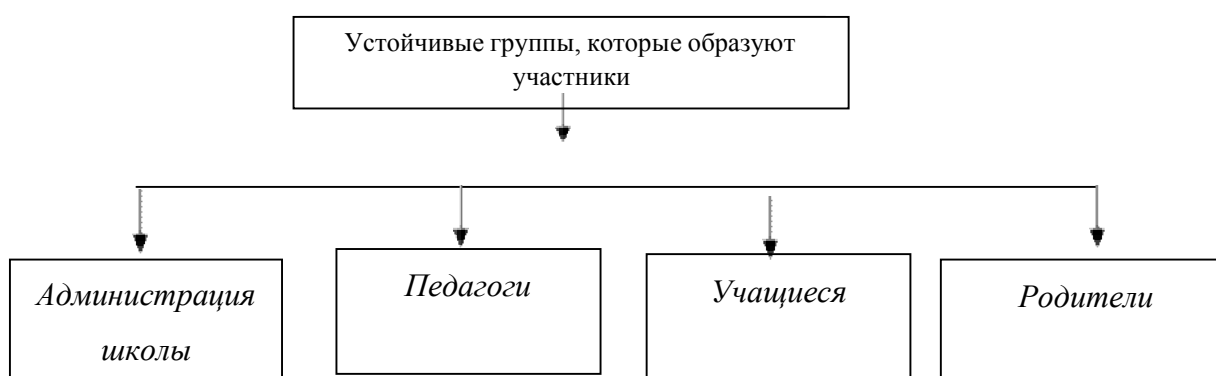 Устойчивые группы, которые образуют
участники
Администрация
школы
Педагоги
Учащиеся
Родители